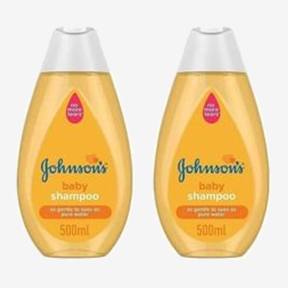 no
more
tears
Johnson's
baby
shampoo
as gentle to eyes as
pure water
500ml
no
more
tears
Johnson's
baby
shampoo
as gentle to eyes as
pure water
500ml